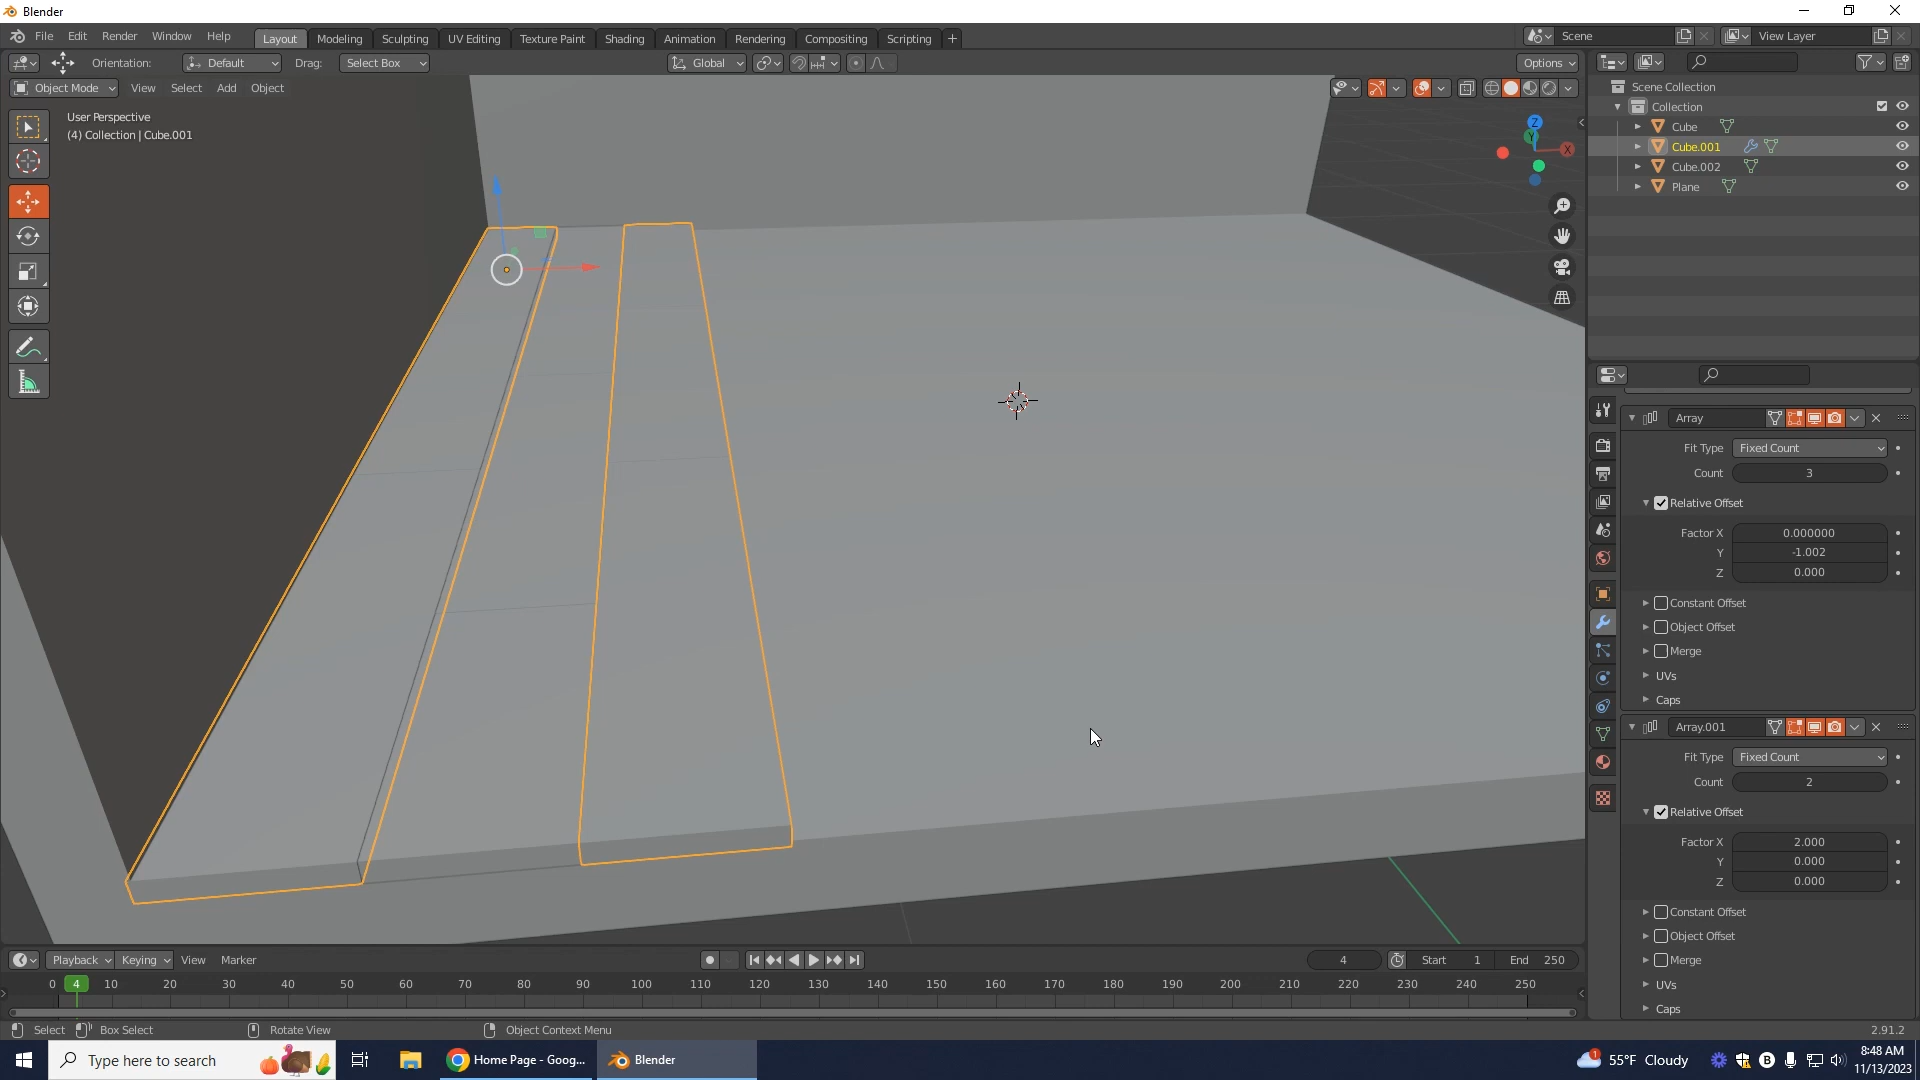 Blender
File Edit Render Window Help Layout Modeling Sculpting UV Editing Texture Paint Shading Animation Rendering Compositing Scripting + Scene View Layer
Orientation: Default Drag: Select Box Global Options
Object Mode View Select Add Object
User Perspective
(4) Collection | Cube.001
Z
Y
X
Scene Collection
Collection
Cube
Cube.001
Cube.002
Plane
Array
Fit Type Fixed Count
Count 3
Relative Offset
Factor X 0.000000
Y -1.002
Z 0.000
Constant Offset
Object Offset
Merge
UVs
Caps
Array.001
Fit Type Fixed Count
Count 2
Relative Offset
Factor X 2.000
Y 0.000
Z 0.000
Constant Offset
Object Offset
Merge
UVs
Caps
Playback Keying View Marker 4 Start 1 End 250
0 4 10 20 30 40 50 60 70 80 90 100 110 120 130 140 150 160 170 180 190 200 210 220 230 240 250
Select Box Select Rotate View Object Context Menu 2.91.2
Type here to search Home Page - Goog... Blender 1 55°F Cloudy B 8:48 AM
11/13/2023